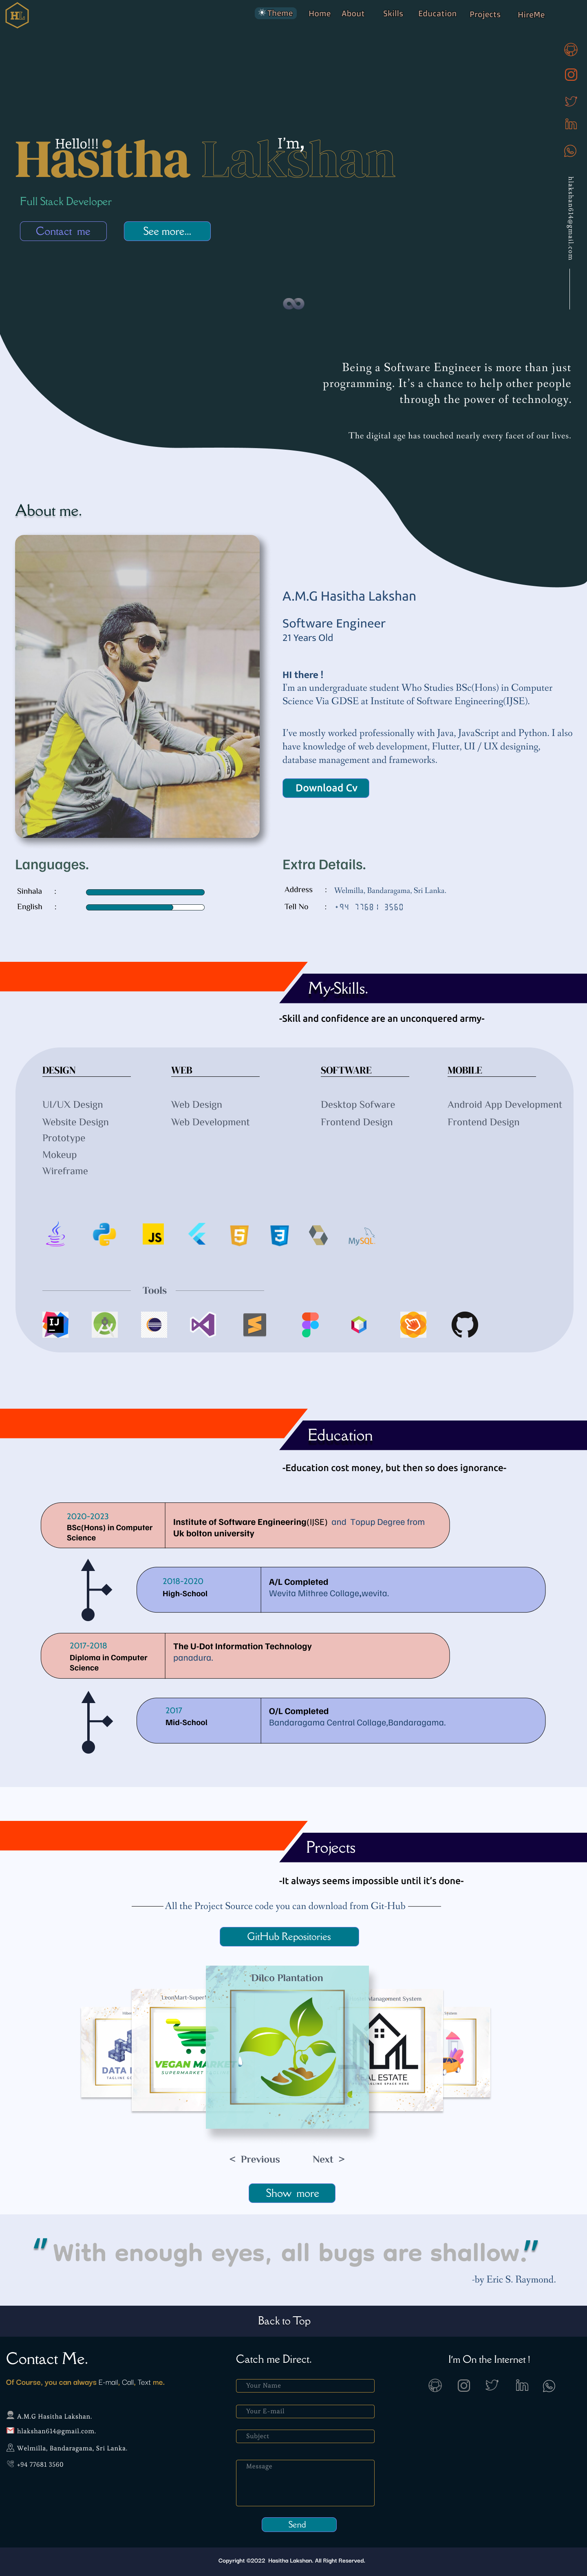 Theme Home About Skills Education Projects HireMe
Hello!!! I'm,
Hasitha Lakshan
Full Stack Developer
Contact me See more...
hlakshan614@gmail.com
Being a Software Engineer is more than just
programming. It's a chance to help other people
through the power of technology.
The digital age has touched nearly every facet of our lives.
About me.
A.M.G Hasitha Lakshan
Software Engineer
21 Years Old
HI there !
I'm an undergraduate student Who Studies BSc(Hons) in Computer
Science Via GDSE at Institute of Software Engineering(IJSE).
I've mostly worked professionally with Java, JavaScript and Python. I also
have knowledge of web development, Flutter, UI / UX designing,
database management and frameworks.
Download Cv
Languages.
Sinhala :
English :
Extra Details.
Address : Welmilla, Bandaragama, Sri Lanka.
Tell No : +94 77681 3560
My-Skills.
-Skill and confidence are an unconquered army-
DESIGN WEB SOFTWARE MOBILE
UI/UX Design Web Design Desktop Sofware Android App Development
Website Design Web Development Frontend Design Frontend Design
Prototype
Mokeup
Wireframe
JS 5 3 MySQL
Tools
IJ
Education
-Education cost money, but then so does ignorance-
2020-2023
BSc(Hons) in Computer
Science
Institute of Software Engineering(IJSE) and Topup Degree from
Uk bolton university
2018-2020
High-School
A/L Completed
Wevita Mithree Collage,wevita.
2017-2018
Diploma in Computer
Science
The U-Dot Information Technology
panadura.
2017
Mid-School
O/L Completed
Bandaragama Central Collage,Bandaragama.
Projects
-It always seems impossible until it's done-
All the Project Source code you can download from Git-Hub
GitHub Repositories
Dilco Plantation
Management System
DATA
VEGAN MARKET
SUPERMARKET
AL ESTATE
< Previous Next >
Show more
"With enough eyes, all bugs are shallow."
-by Eric S. Raymond.
Back to Top
Contact Me.
Of Course, you can always E-mail, Call, Text me.
A.M.G Hasitha Lakshan.
hlakshan614@gmail.com.
Welmilla, Bandaragama, Sri Lanka.
+94 77681 3560
Catch me Direct.
Your Name
Your E-mail
Subject
Message
Send
I'm On the Internet !
Copyright ©2022 Hasitha Lakshan. All Right Reserved.